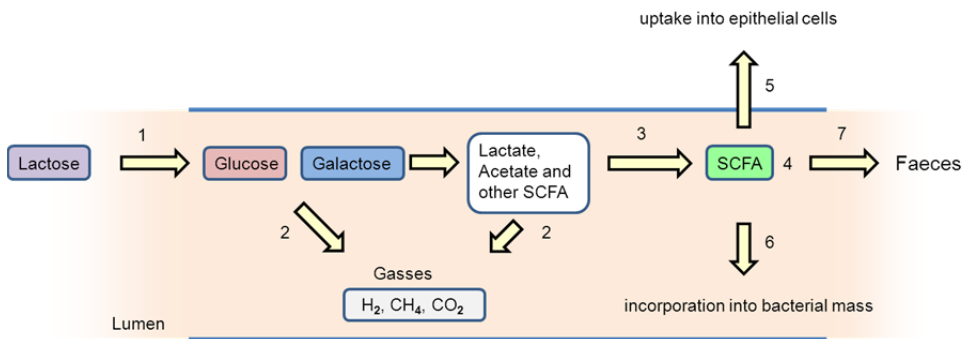 uptake into epithelial cells
5
1
3
7
Lactose
Glucose
Galactose
Lactate,
Acetate and
other SCFA
SCFA
4
Faeces
2
2
6
Gasses
H₂, CH₄, CO₂
incorporation into bacterial mass
Lumen